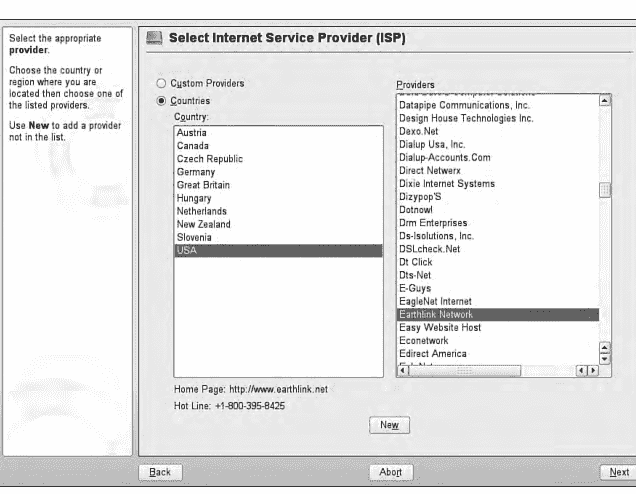 Select the appropriate
provider.
Choose the country or
region where you are
located then choose one of
the listed providers.
Use New to add a provider
not in the list.
Select Internet Service Provider (ISP)
Custom Providers
Countries
Country:
Austria
Canada
Czech Republic
Germany
Great Britain
Hungary
Netherlands
New Zealand
Slovenia
USA
Providers
Datapipe Communications, Inc.
Design House Technologies Inc.
Dexo.Net
Dialup Usa, Inc.
Dialup-Accounts.Com
Direct Networx
Dixie Internet Systems
Dizypop'S
Dotnow!
Drm Enterprises
Ds-Isolutions, Inc.
DSLcheck.Net
Dt Click
Dts-Net
E-Guys
EagleNet Internet
Earthlink Network
Easy Website Host
Econetwork
Edirect America
Home Page: http://www.earthlink.net
Hot Line: +1-800-395-8425
New
Back
Abort
Next